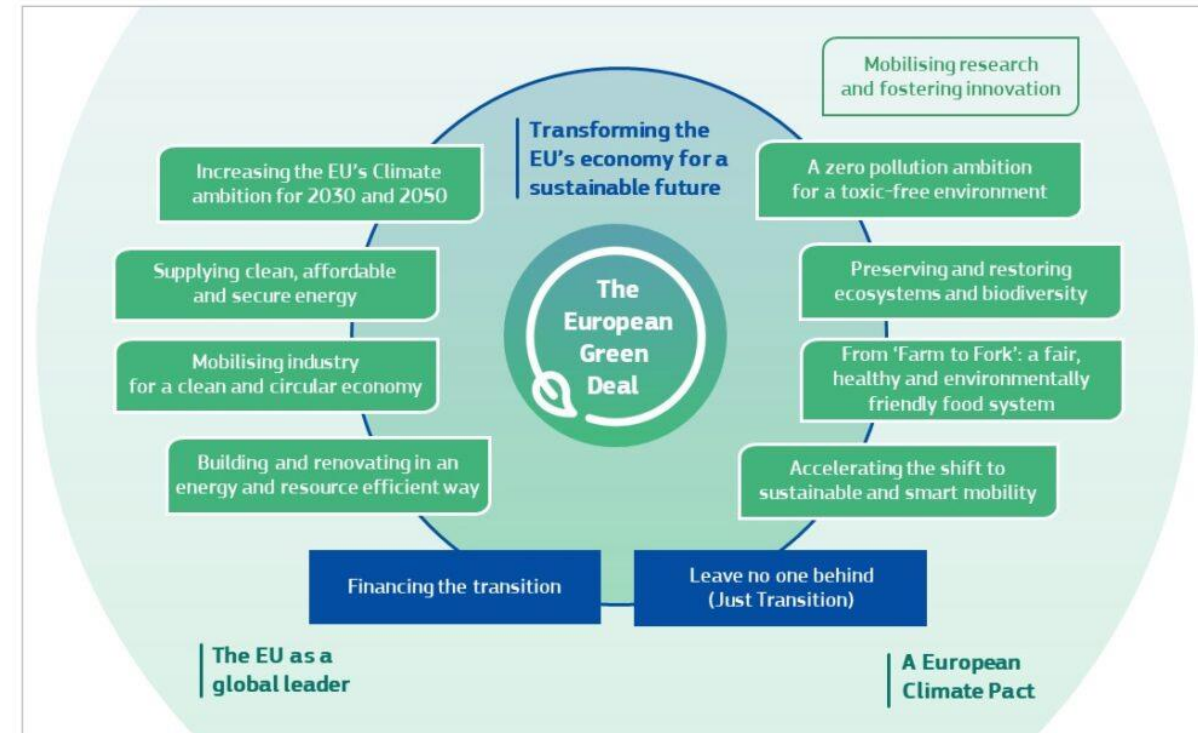 Mobilising research
and fostering innovation
Transforming the
EU's economy for a
sustainable future
Increasing the EU's Climate
ambition for 2030 and 2050
A zero pollution ambition
for a toxic-free environment
Supplying clean, affordable
and secure energy
Preserving and restoring
ecosystems and biodiversity
The
European
Green
Deal
Mobilising industry
for a clean and circular economy
From ‘Farm to Fork’: a fair,
healthy and environmentally
friendly food system
Building and renovating in an
energy and resource efficient way
Accelerating the shift to
sustainable and smart mobility
Financing the transition
Leave no one behind
(Just Transition)
The EU as a
global leader
A European
Climate Pact